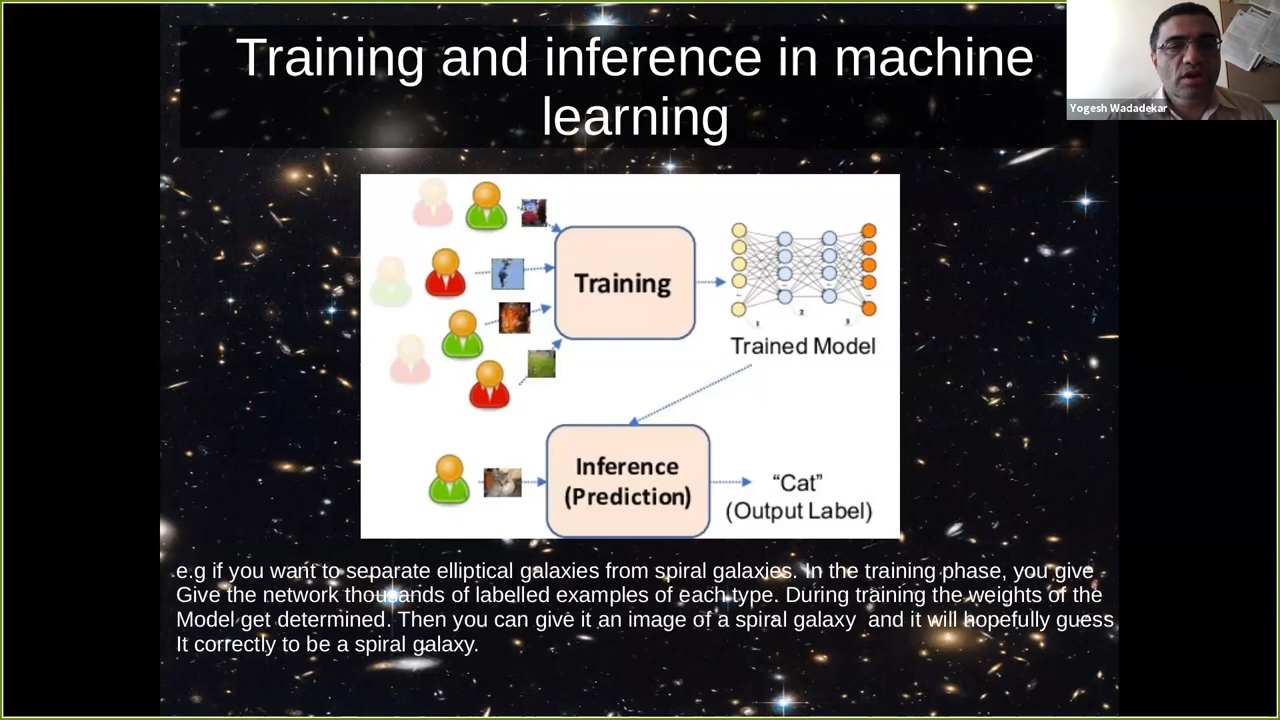 Training and inference in machine
learning
Yogesh Wadadekar
Training
1
2
3
Trained Model
Inference
(Prediction)
“Cat”
(Output Label)
e.g if you want to separate elliptical galaxies from spiral galaxies. In the training phase, you give
Give the network thousands of labelled examples of each type. During training the weights of the
Model get determined. Then you can give it an image of a spiral galaxy and it will hopefully guess
It correctly to be a spiral galaxy.